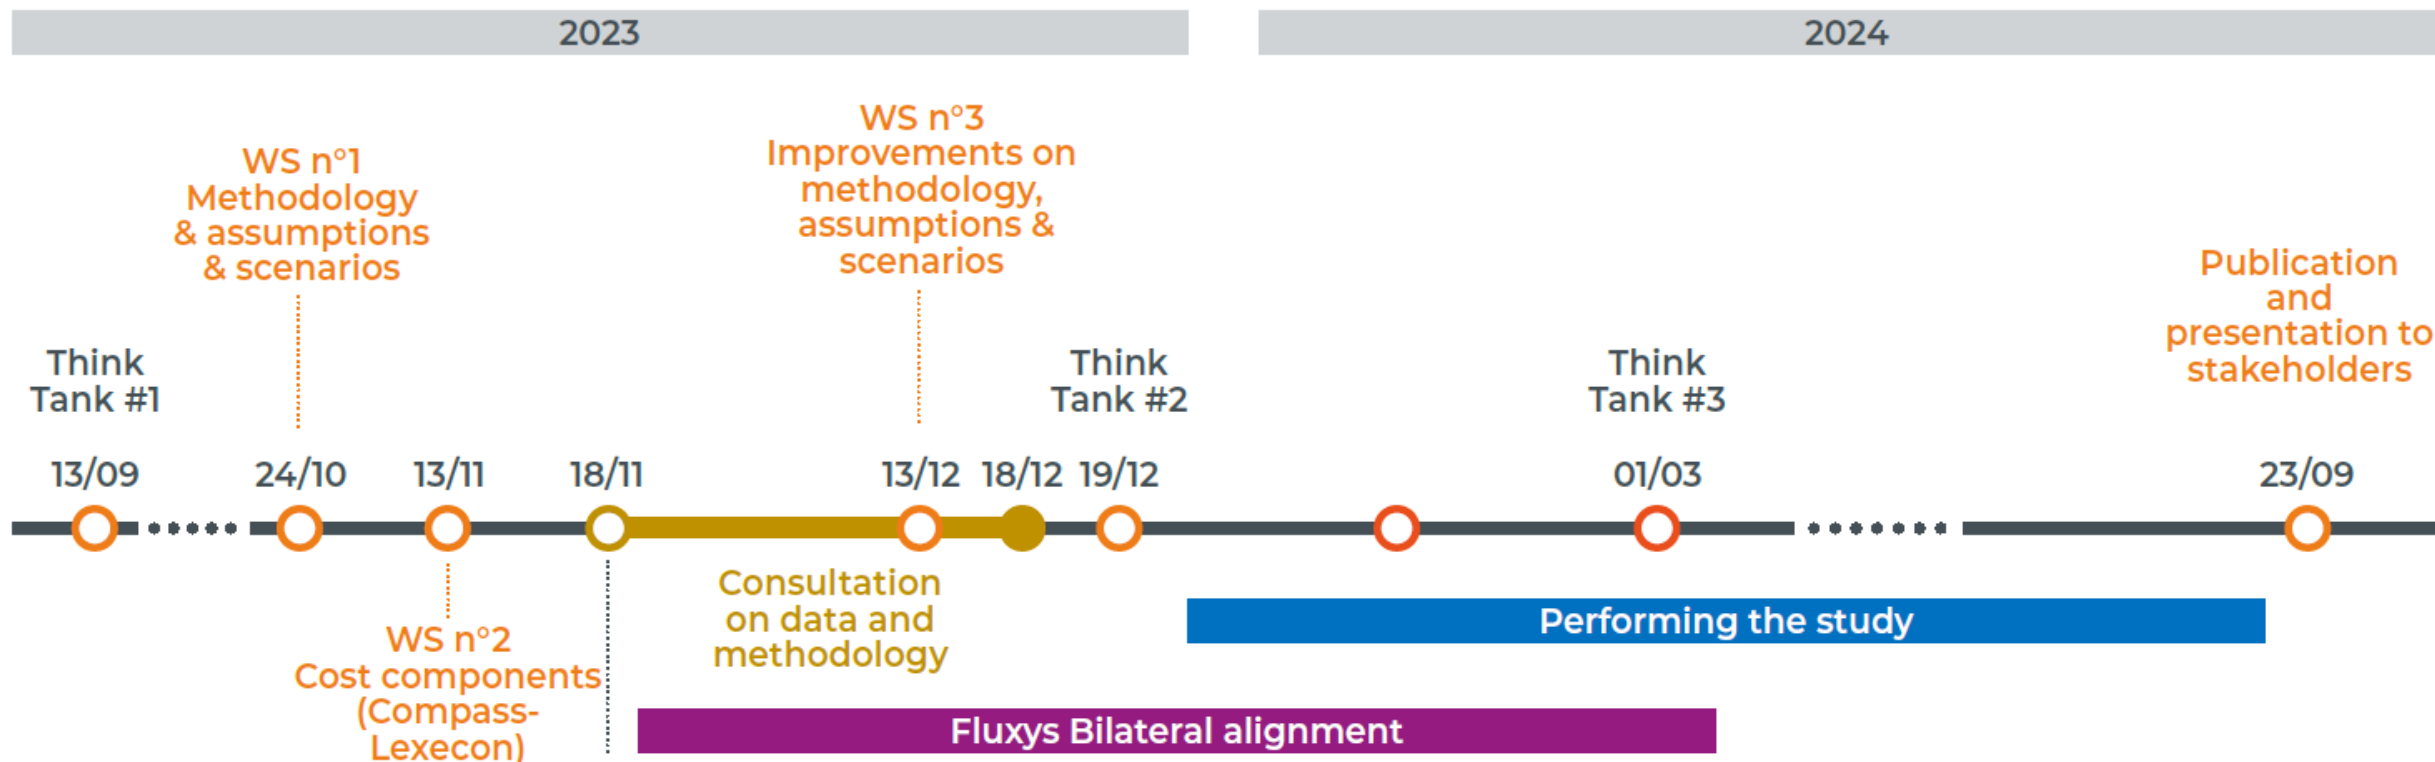 2023
2024
WS n°1
Methodology
& assumptions
& scenarios
WS n°3
Improvements on
methodology,
assumptions &
scenarios
Publication
and
presentation to
stakeholders
Think
Tank #1
Think
Tank #2
Think
Tank #3
13/09
24/10
13/11
18/11
13/12
18/12
19/12
01/03
23/09
Consultation
on data and
methodology
WS n°2
Cost components
(Compass-
Lexecon)
Performing the study
Fluxys Bilateral alignment